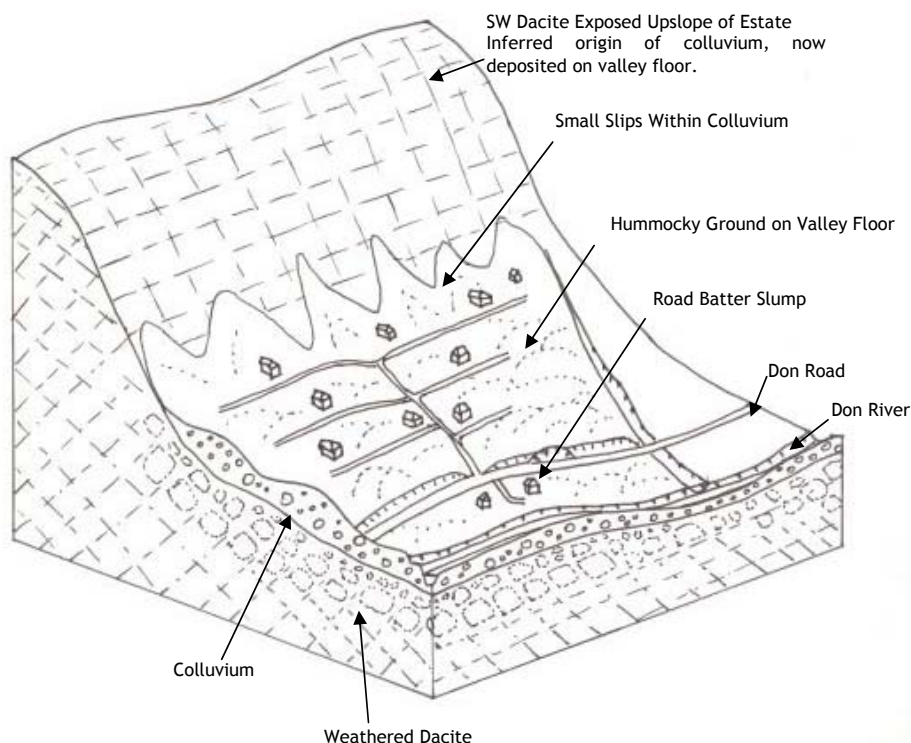 SW Dacite Exposed Upslope of Estate
Inferred origin of colluvium, now
deposited on valley floor.
Small Slips Within Colluvium
Hummocky Ground on Valley Floor
Road Batter Slump
Don Road
Don River
Colluvium
Weathered Dacite